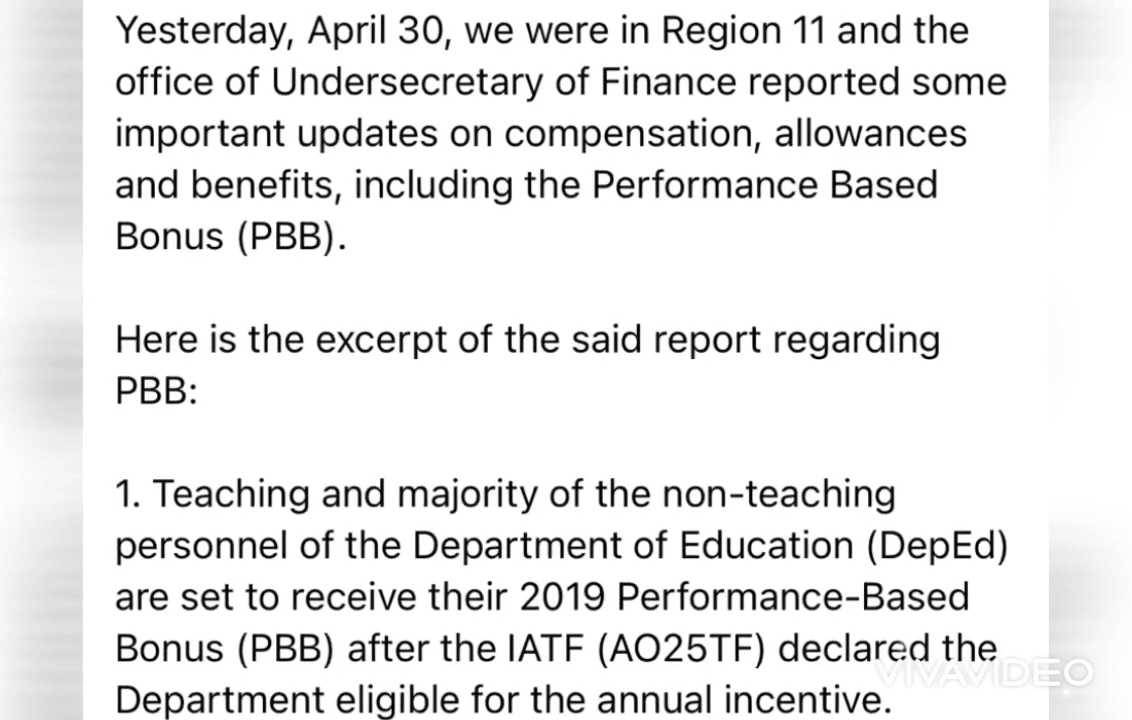 Yesterday, April 30, we were in Region 11 and the
office of Undersecretary of Finance reported some
important updates on compensation, allowances
and benefits, including the Performance Based
Bonus (PBB).
Here is the excerpt of the said report regarding
PBB:
1. Teaching and majority of the non-teaching
personnel of the Department of Education (DepEd)
are set to receive their 2019 Performance-Based
Bonus (PBB) after the IATF (AO25TF) declared the
VIVAVIDEO
Department eligible for the annual incentive.